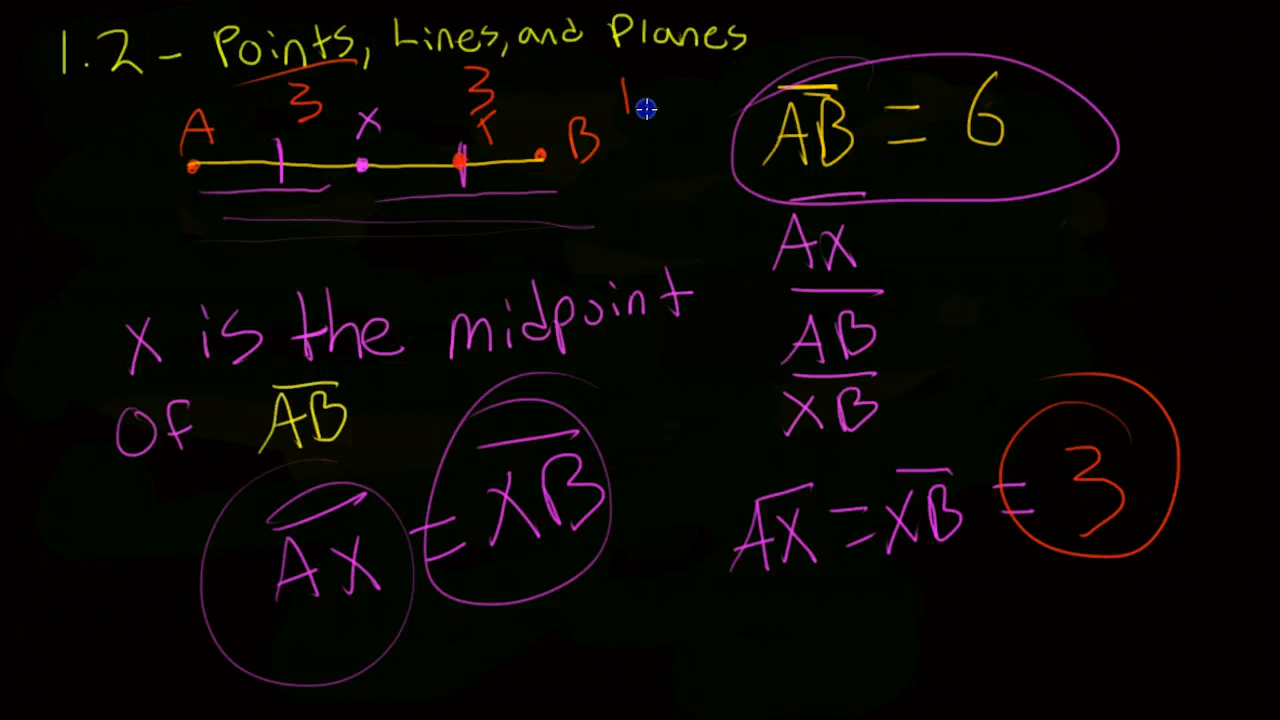 1.2 - Points, Lines, and Planes
3 3 1
A X Y B
AB = 6
AX
AB
XB
X is the midpoint
of AB
AX = XB
AX = XB = 3